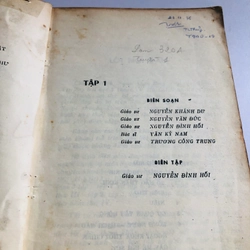 TẬP 1
BIÊN SOẠN
Giáo sư NGUYỄN KHÁNH DƯ
Giáo sư NGUYỄN VĂN ĐỨC
Giáo sư NGUYỄN ĐÌNH HỐI
Bác sĩ VĂN KỲ NAM
Giáo sư TRƯƠNG CÔNG TRUNG
BIÊN TẬP
Giáo sư NGUYỄN ĐÌNH HỐI